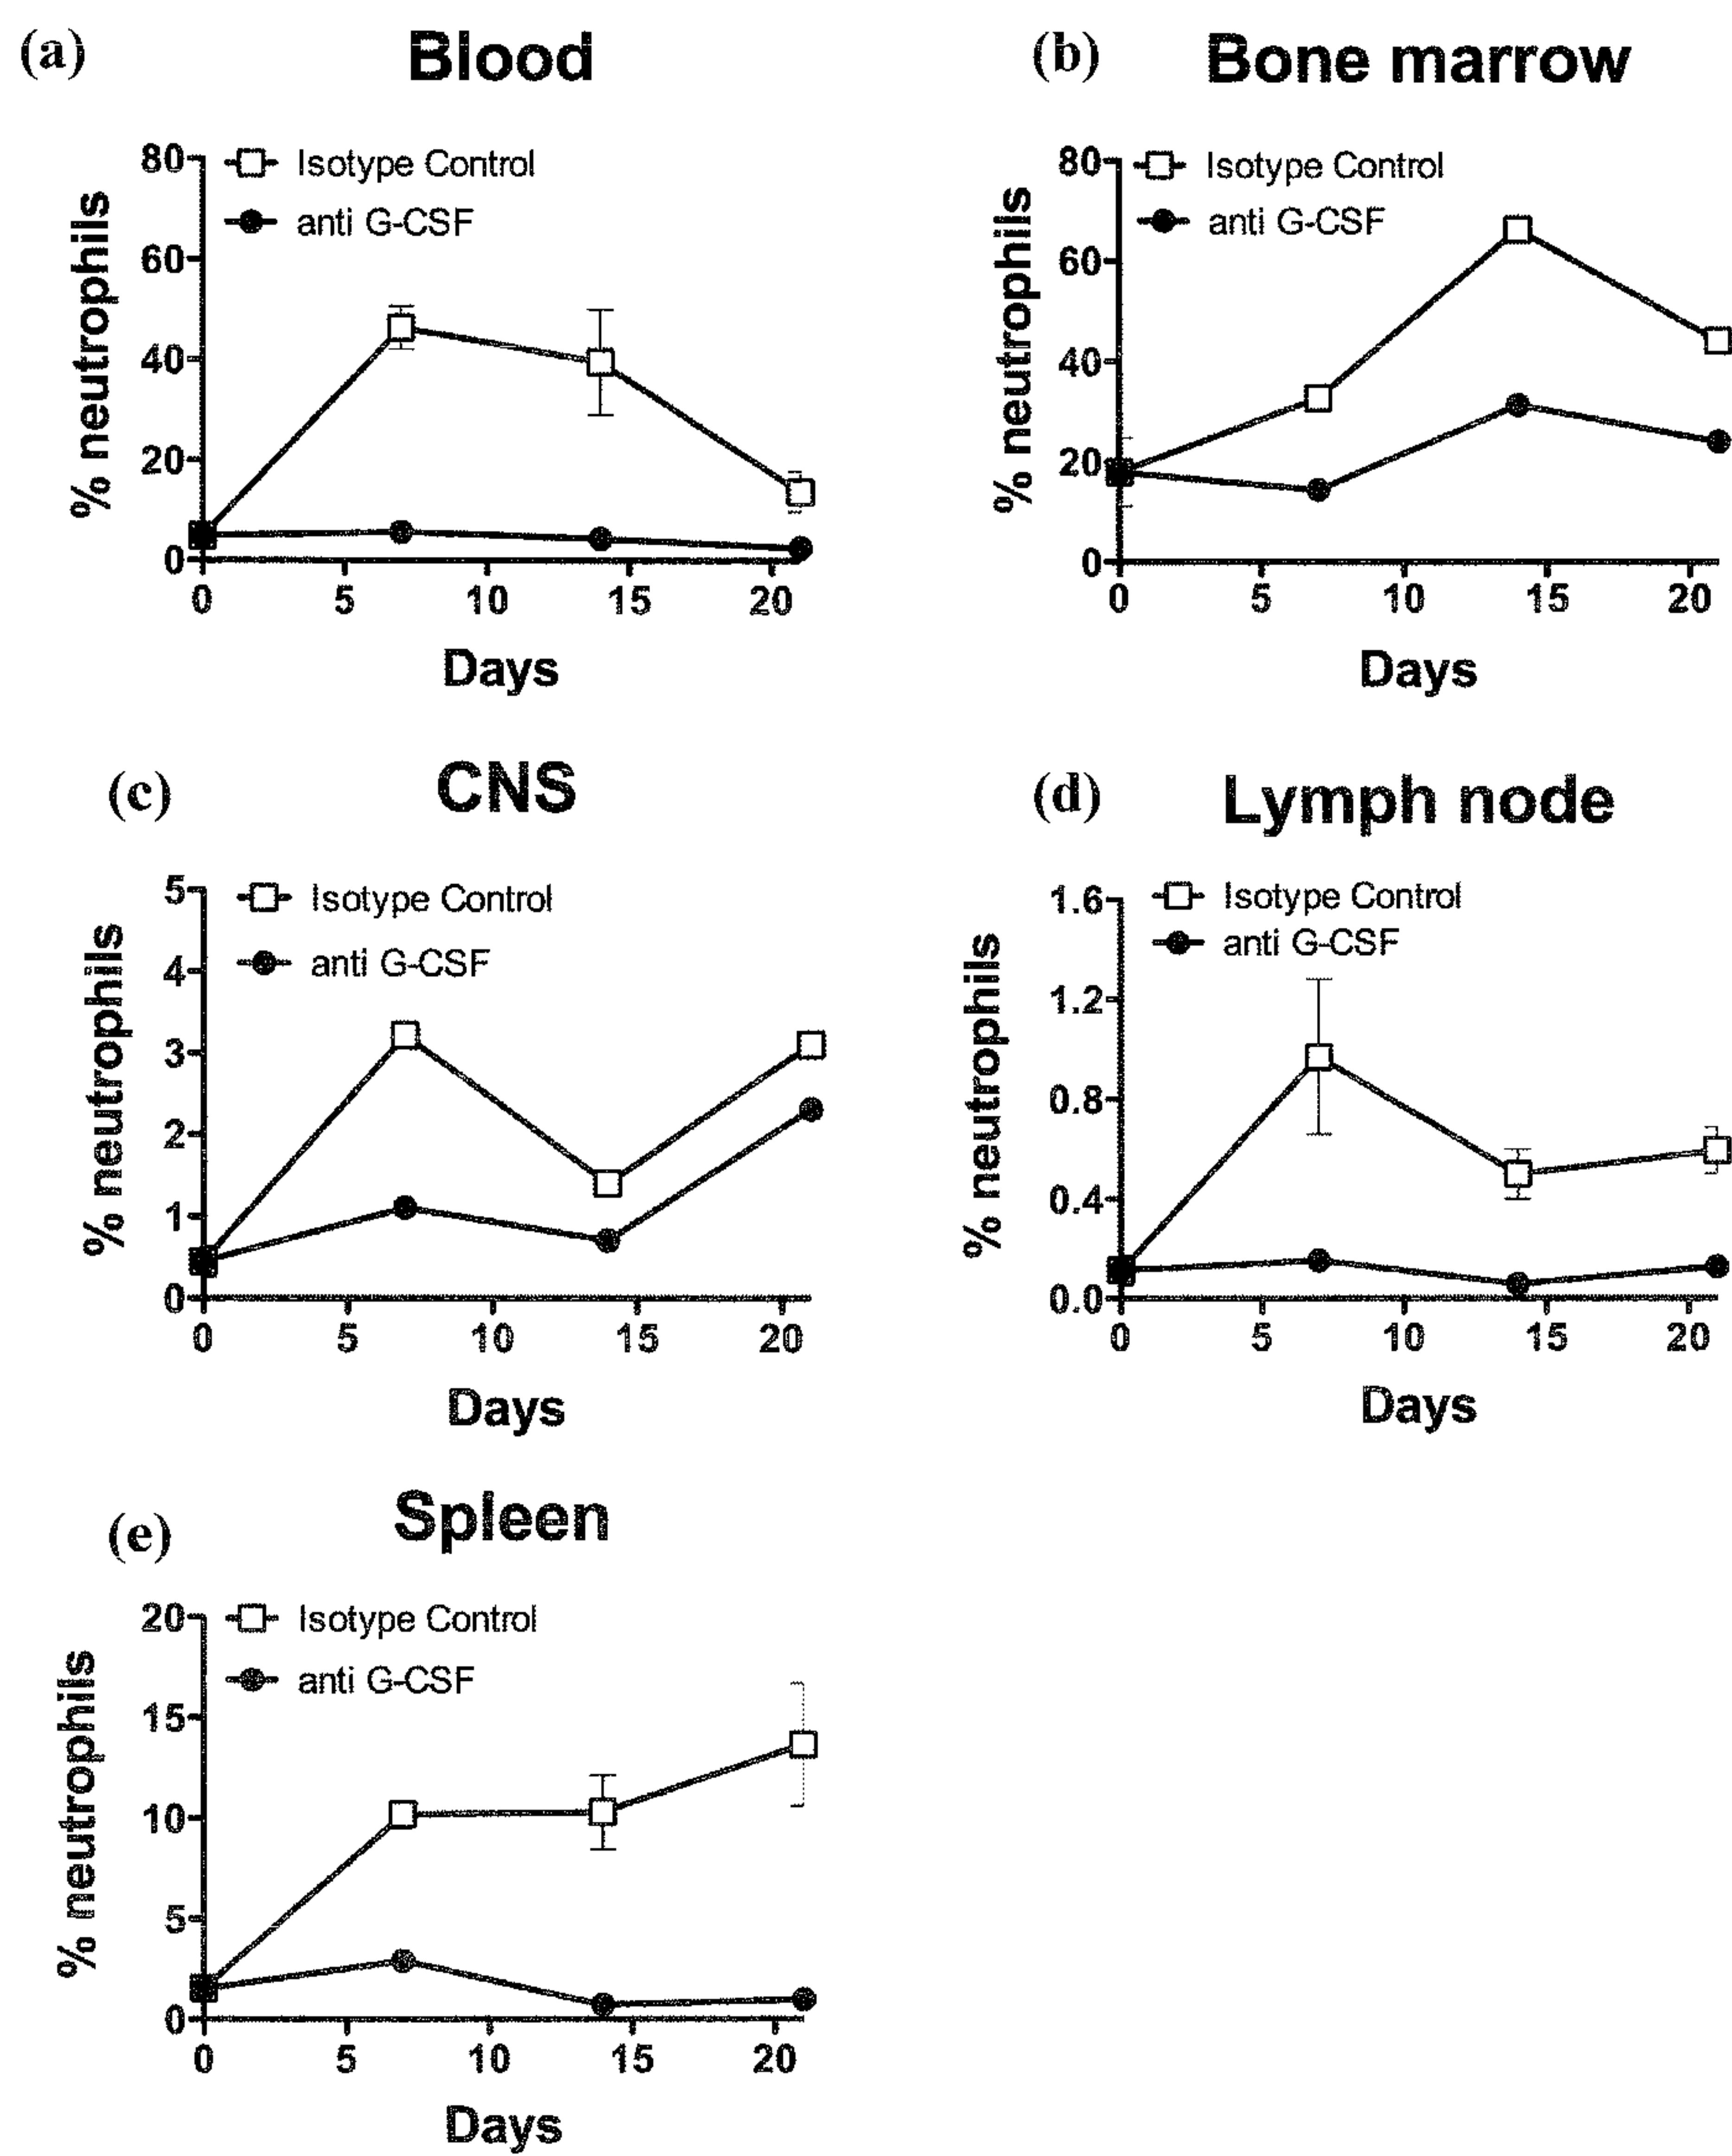 (a) Blood
% neutrophils
80
60
40
20
0
Isotype Control
anti G-CSF
0 5 10 15 20
Days
(b) Bone marrow
% neutrophils
80
60
40
20
0
Isotype Control
anti G-CSF
0 5 10 15 20
Days
(c) CNS
% neutrophils
5
4
3
2
1
0
Isotype Control
anti G-CSF
0 5 10 15 20
Days
(d) Lymph node
% neutrophils
1.6
1.2
0.8
0.4
0.0
Isotype Control
anti G-CSF
0 5 10 15 20
Days
(e) Spleen
% neutrophils
20
15
10
5
0
Isotype Control
anti G-CSF
0 5 10 15 20
Days